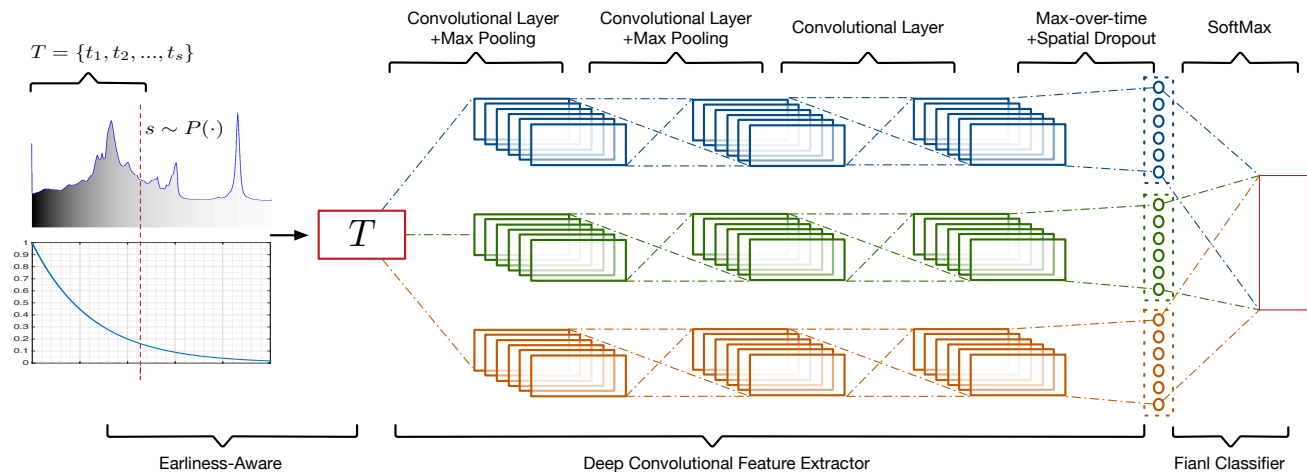 Convolutional Layer
+Max Pooling
Convolutional Layer
+Max Pooling
Convolutional Layer
Max-over-time
+Spatial Dropout
SoftMax
T = {t₁, t₂, ..., tₛ}
s ∼ P(·)
T
1
0.9
0.8
0.7
0.6
0.5
0.4
0.3
0.2
0.1
0
Earliness-Aware
Deep Convolutional Feature Extractor
Fianl Classifier